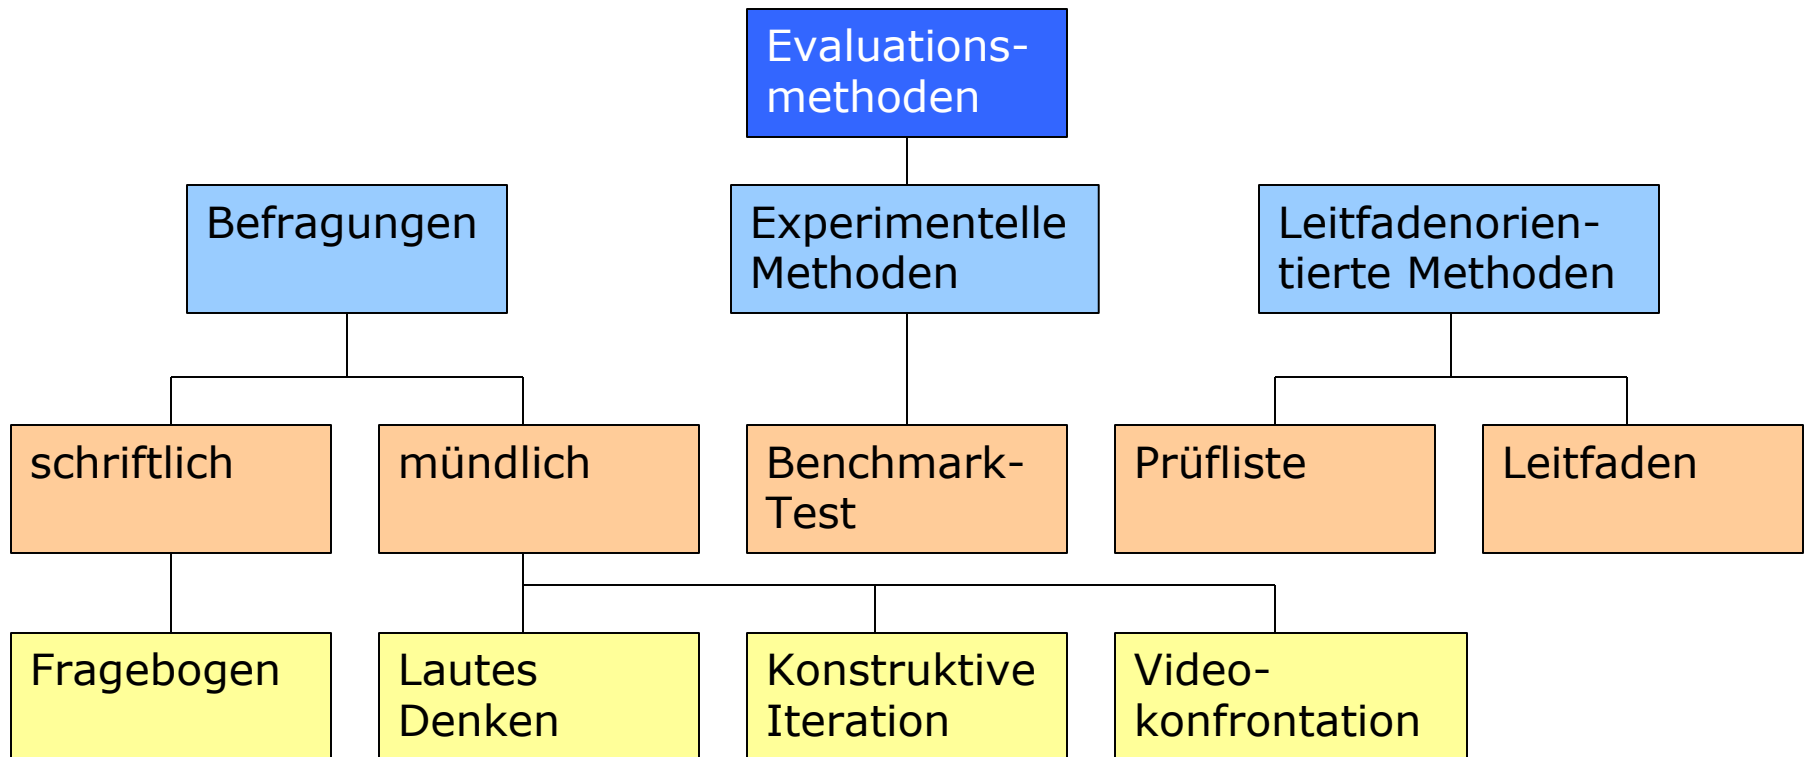 Evaluations-
methoden
Befragungen
Experimentelle
Methoden
Leitfadenorien-
tierte Methoden
schriftlich
mündlich
Benchmark-
Test
Prüfliste
Leitfaden
Fragebogen
Lautes
Denken
Konstruktive
Iteration
Video-
konfrontation